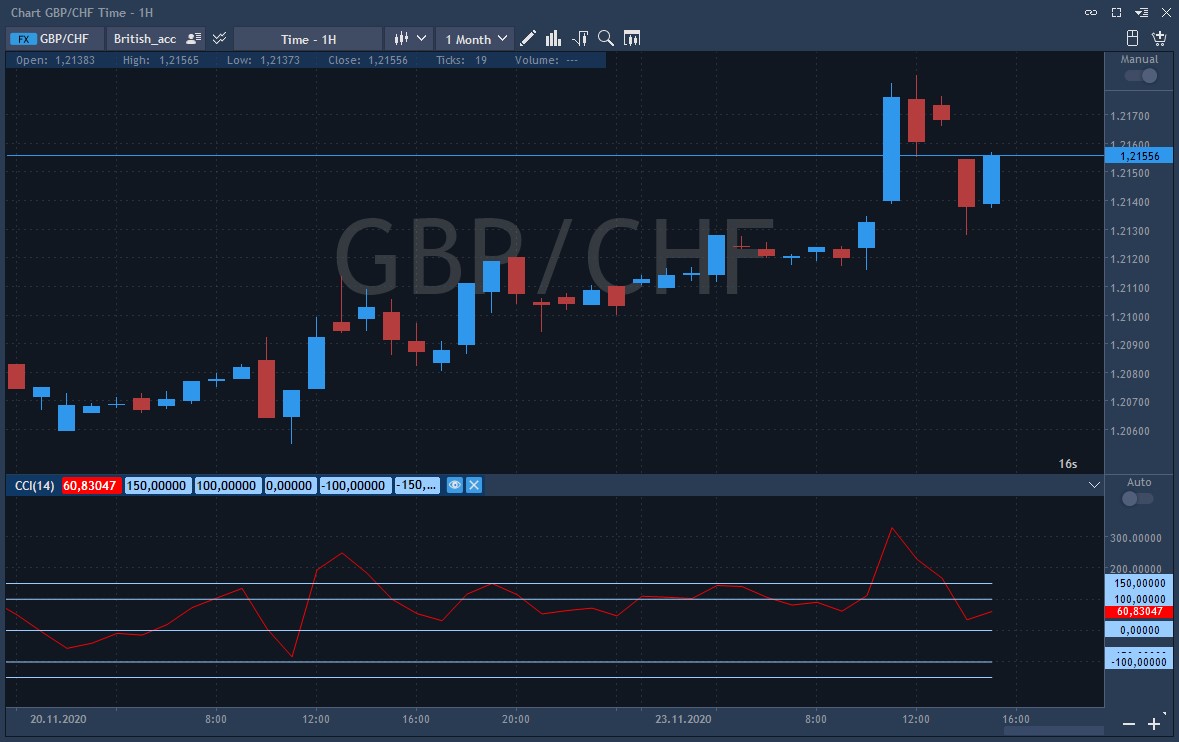 Chart GBP/CHF Time - 1H
FX GBP/CHF British_acc Time - 1H 1 Month
Open: 1,21383 High: 1,21565 Low: 1,21373 Close: 1,21556 Ticks: 19 Volume: ---
Manual
GBP/CHF
1.21700
1.21600
1,21556
1.21500
1.21400
1.21300
1.21200
1.21100
1.21000
1.20900
1.20800
1.20700
1.20600
16s
CCI(14) 60,83047 150,00000 100,00000 0,00000 -100,00000 -150,...
Auto
300.00000
200.00000
150,00000
100,00000
60,83047
0,00000
-100,00000
20.11.2020 8:00 12:00 16:00 20:00 23.11.2020 8:00 12:00 16:00